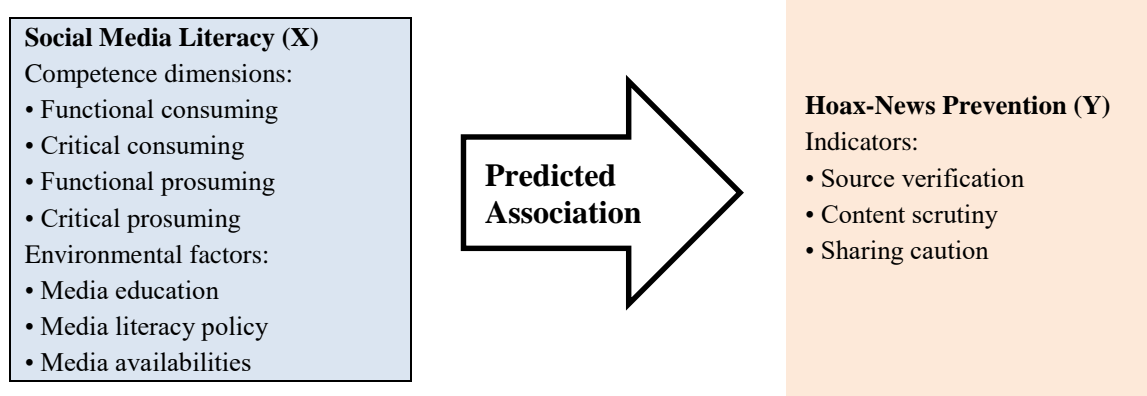 Social Media Literacy (X)
Competence dimensions:
• Functional consuming
• Critical consuming
• Functional prosuming
• Critical prosuming
Environmental factors:
• Media education
• Media literacy policy
• Media availabilities
Predicted
Association
Hoax-News Prevention (Y)
Indicators:
• Source verification
• Content scrutiny
• Sharing caution